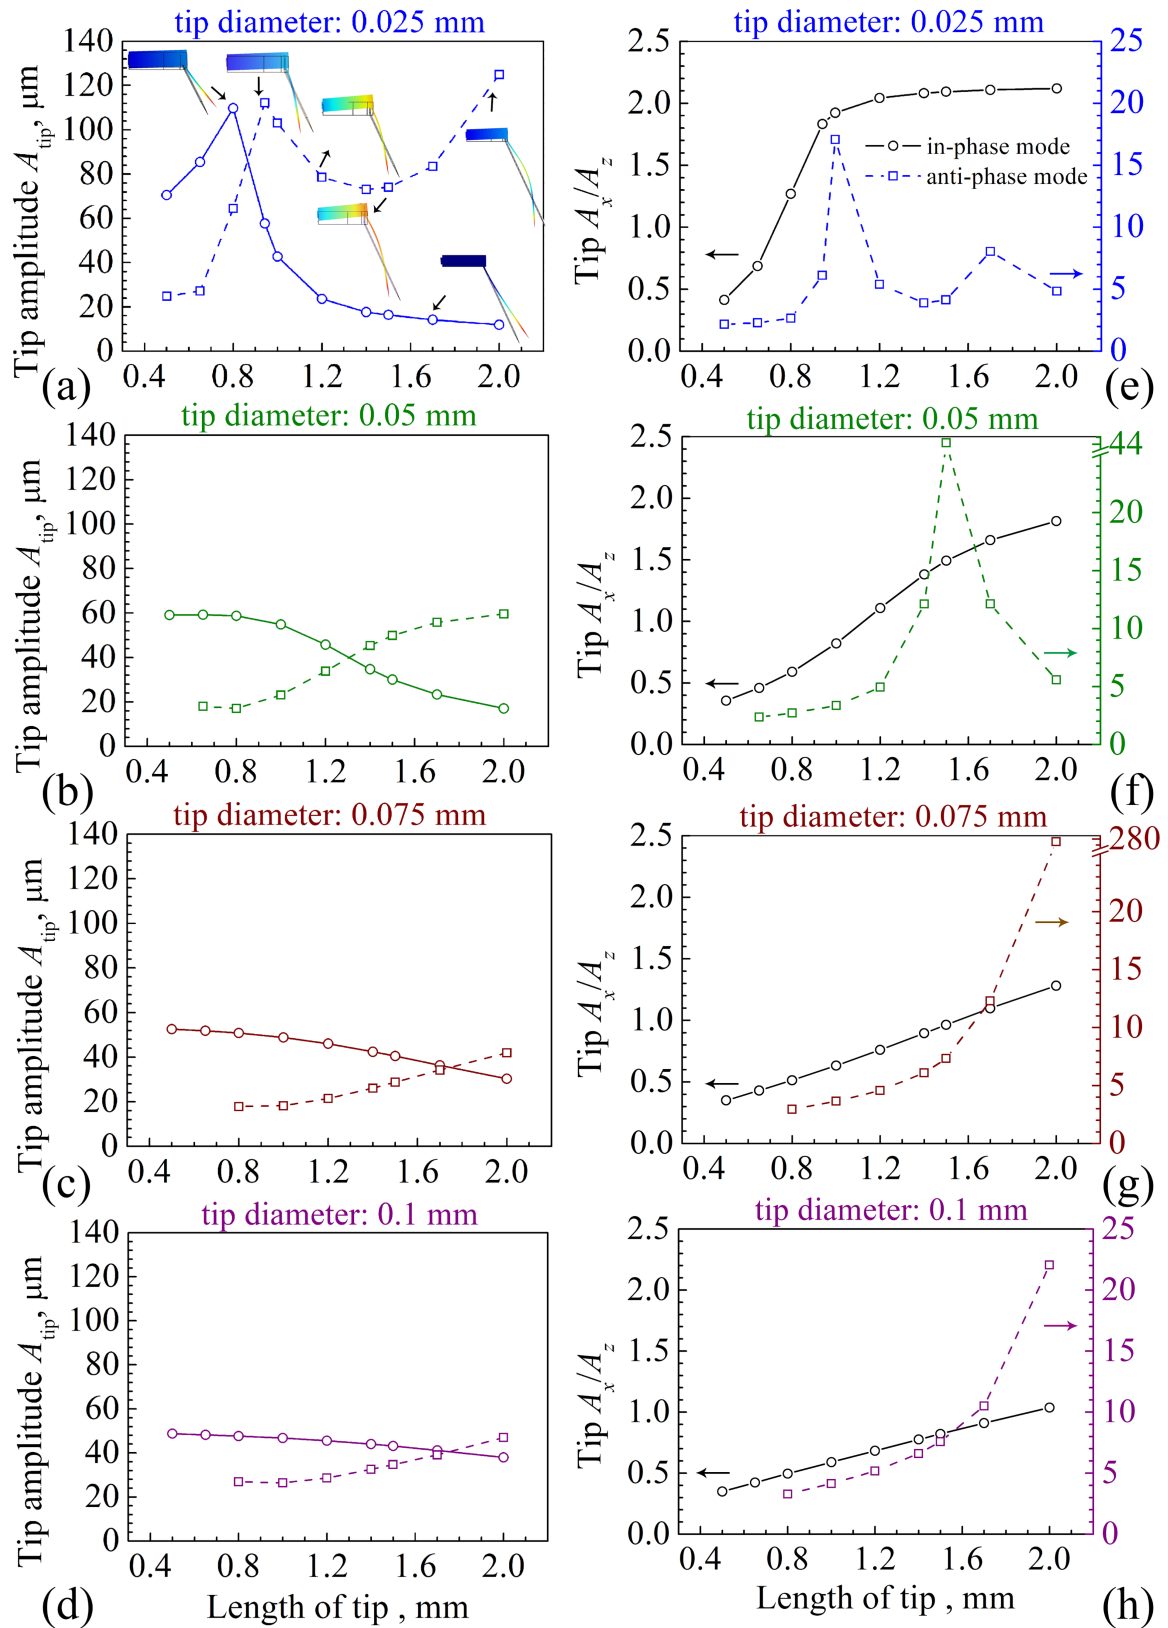 tip diameter: 0.025 mm
140
120
100
80
60
40
20
0
Tip amplitude Atip, μm
0.4 0.8 1.2 1.6 2.0
(a)
tip diameter: 0.025 mm
2.5
2.0
1.5
1.0
0.5
0.0
Tip Ax/Az
in-phase mode
anti-phase mode
25
20
15
10
5
0
0.4 0.8 1.2 1.6 2.0
(e)
tip diameter: 0.05 mm
140
120
100
80
60
40
20
0
Tip amplitude Atip, μm
0.4 0.8 1.2 1.6 2.0
(b)
tip diameter: 0.05 mm
2.5
2.0
1.5
1.0
0.5
0.0
Tip Ax/Az
44
20
15
10
5
0
0.4 0.8 1.2 1.6 2.0
(f)
tip diameter: 0.075 mm
140
120
100
80
60
40
20
0
Tip amplitude Atip, μm
0.4 0.8 1.2 1.6 2.0
(c)
tip diameter: 0.075 mm
2.5
2.0
1.5
1.0
0.5
0.0
Tip Ax/Az
280
20
15
10
5
0
0.4 0.8 1.2 1.6 2.0
(g)
tip diameter: 0.1 mm
140
120
100
80
60
40
20
0
Tip amplitude Atip, μm
0.4 0.8 1.2 1.6 2.0
Length of tip , mm
(d)
tip diameter: 0.1 mm
2.5
2.0
1.5
1.0
0.5
0.0
Tip Ax/Az
25
20
15
10
5
0
0.4 0.8 1.2 1.6 2.0
Length of tip , mm
(h)